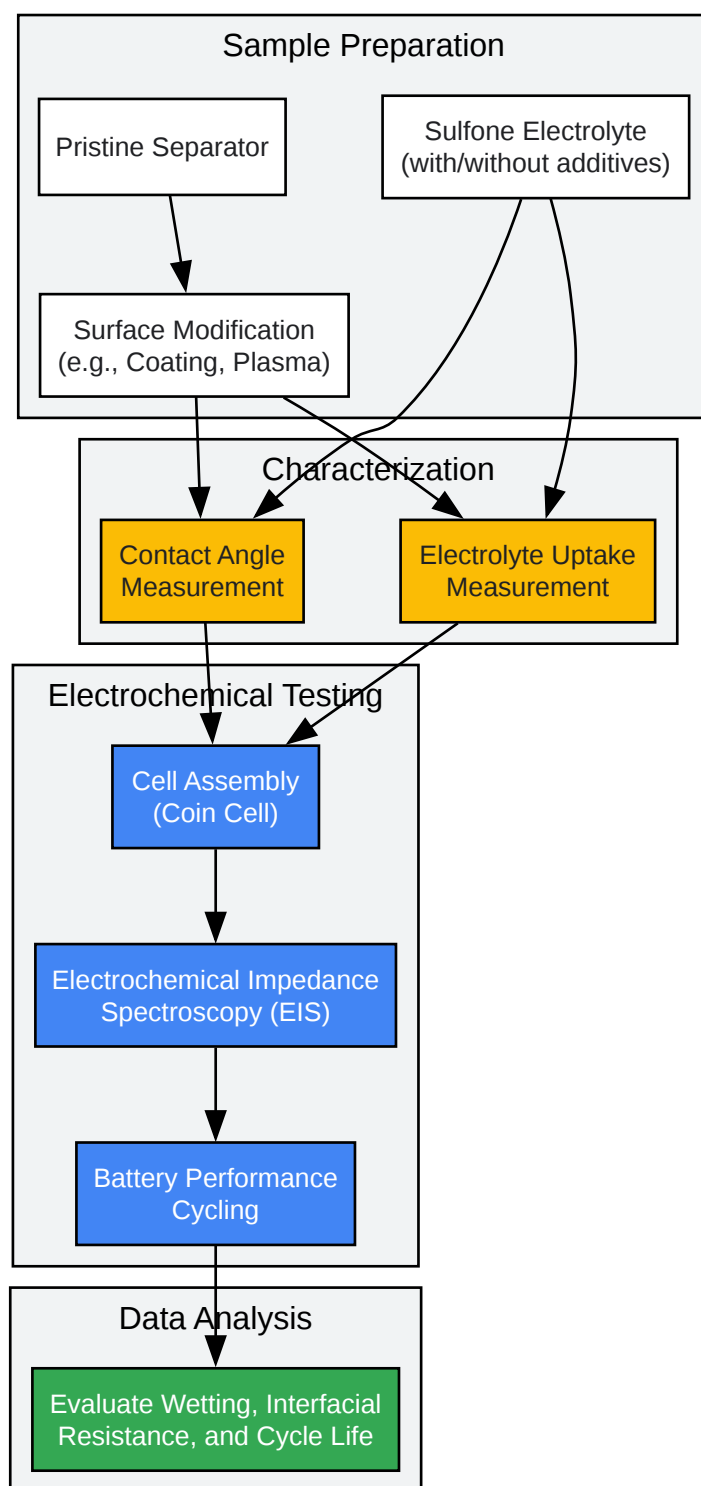 Sample Preparation
Pristine Separator
Sulfone Electrolyte
(with/without additives)
Surface Modification
(e.g., Coating, Plasma)
Characterization
Contact Angle
Measurement
Electrolyte Uptake
Measurement
Electrochemical Testing
Cell Assembly
(Coin Cell)
Electrochemical Impedance
Spectroscopy (EIS)
Battery Performance
Cycling
Data Analysis
Evaluate Wetting, Interfacial
Resistance, and Cycle Life